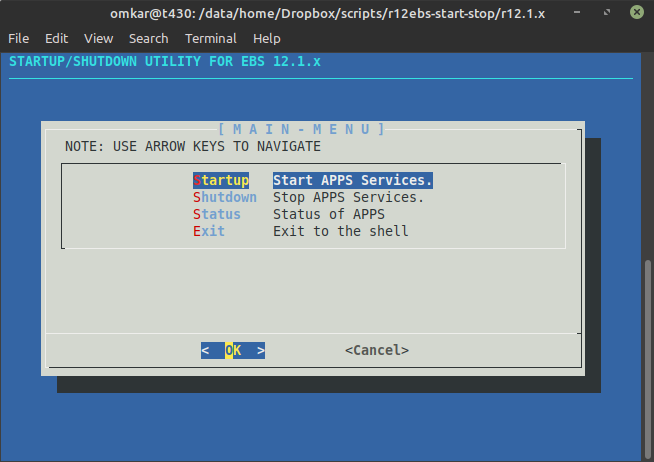 omkar@t430: /data/home/Dropbox/scripts/r12ebs-start-stop/r12.1.x
File Edit View Search Terminal Help
STARTUP/SHUTDOWN UTILITY FOR EBS 12.1.x
[ M A I N - M E N U ]
NOTE: USE ARROW KEYS TO NAVIGATE
Startup Start APPS Services.
Shutdown Stop APPS Services.
Status Status of APPS
Exit Exit to the shell
< OK > <Cancel>